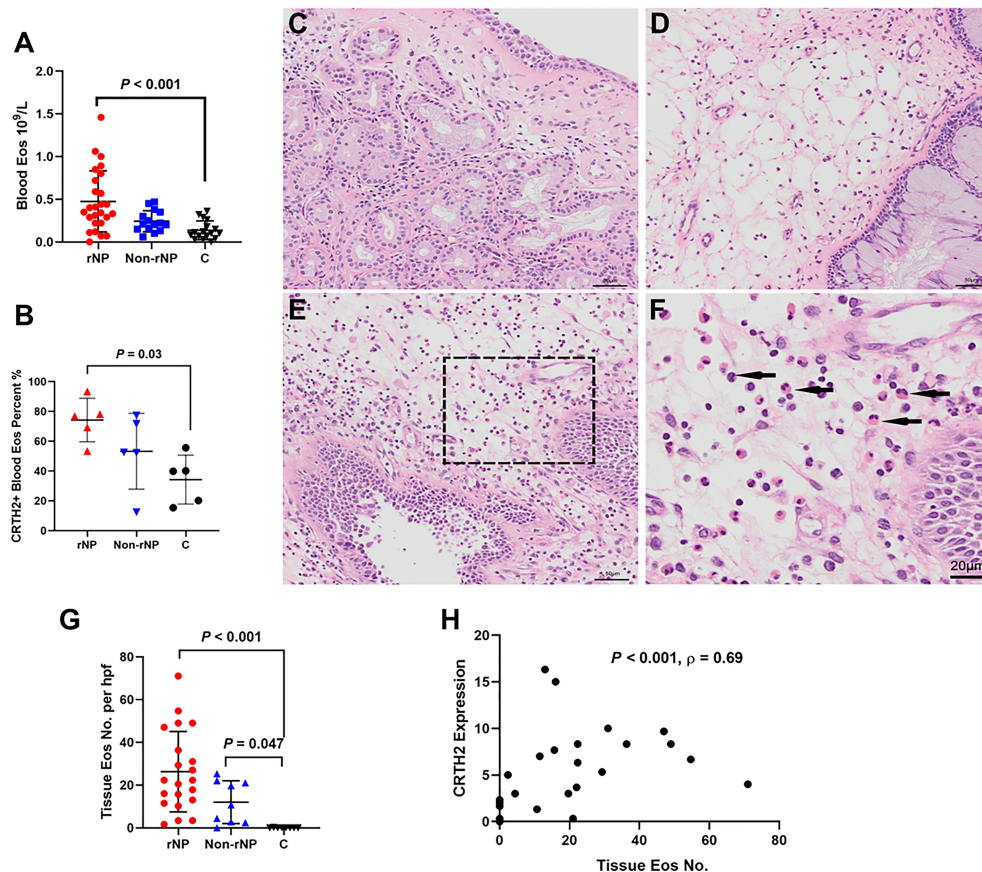 A
Blood Eos 10⁹/L
2.0
1.5
1.0
0.5
0.0
P < 0.001
rNP Non-rNP C
B
CRTH2+ Blood Eos Percent %
100
80
60
40
20
0
P = 0.03
rNP Non-rNP C
C
D
E
50μm
F
20μm
G
Tissue Eos No. per hpf
80
60
40
20
0
P < 0.001
P = 0.047
rNP Non-rNP C
H
CRTH2 Expression
20
15
10
5
0
P < 0.001, ρ = 0.69
0 20 40 60 80
Tissue Eos No.